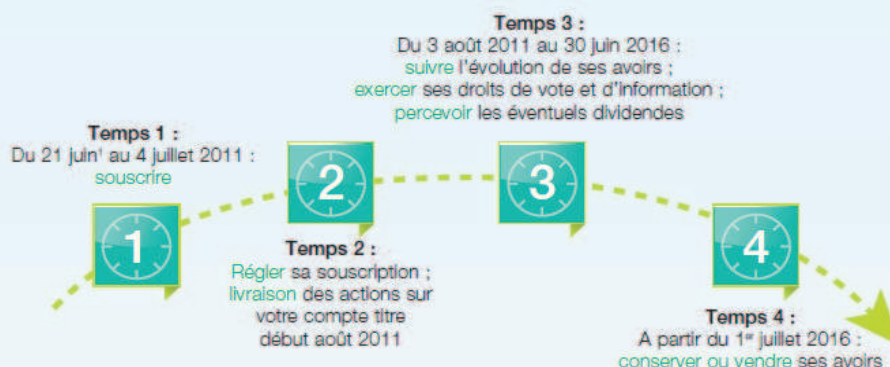 Temps 1 :
Du 21 juin¹ au 4 juillet 2011 :
souscrire
1
2
Temps 2 :
Régler sa souscription ;
livraison des actions sur
votre compte titre
début août 2011
Temps 3 :
Du 3 août 2011 au 30 juin 2016 :
suivre l'évolution de ses avoirs ;
exercer ses droits de vote et d'information ;
percevoir les éventuels dividendes
3
4
Temps 4 :
A partir du 1er juillet 2016 :
conserver ou vendre ses avoirs